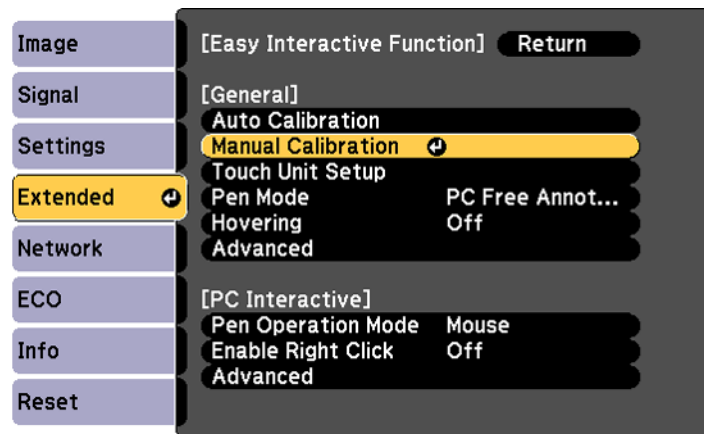 Image
Signal
Settings
Extended
Network
ECO
Info
Reset
[Easy Interactive Function] Return
[General]
Auto Calibration
Manual Calibration
Touch Unit Setup
Pen Mode PC Free Annot...
Hovering Off
Advanced
[PC Interactive]
Pen Operation Mode Mouse
Enable Right Click Off
Advanced